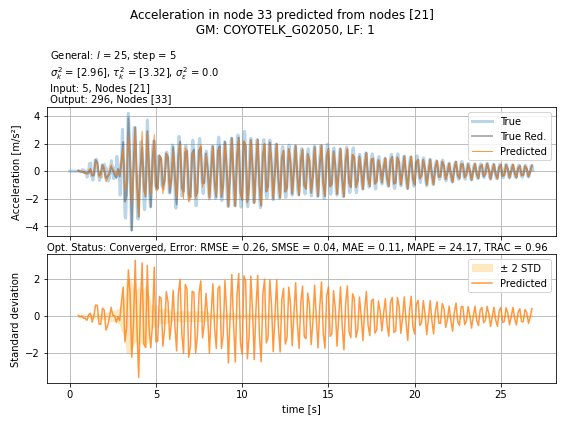 Acceleration in node 33 predicted from nodes [21]
GM: COYOTELK_G02050, LF: 1
General: l = 25, step = 5
σ²ₖ = [2.96], τ²ₖ = [3.32], σ²ε = 0.0
Input: 5, Nodes [21]
Output: 296, Nodes [33]
Acceleration [m/s²]
4
2
0
−2
−4
True
True Red.
Predicted
Opt. Status: Converged, Error: RMSE = 0.26, SMSE = 0.04, MAE = 0.11, MAPE = 24.17, TRAC = 0.96
Standard deviation
2
0
−2
± 2 STD
Predicted
0 5 10 15 20 25
time [s]